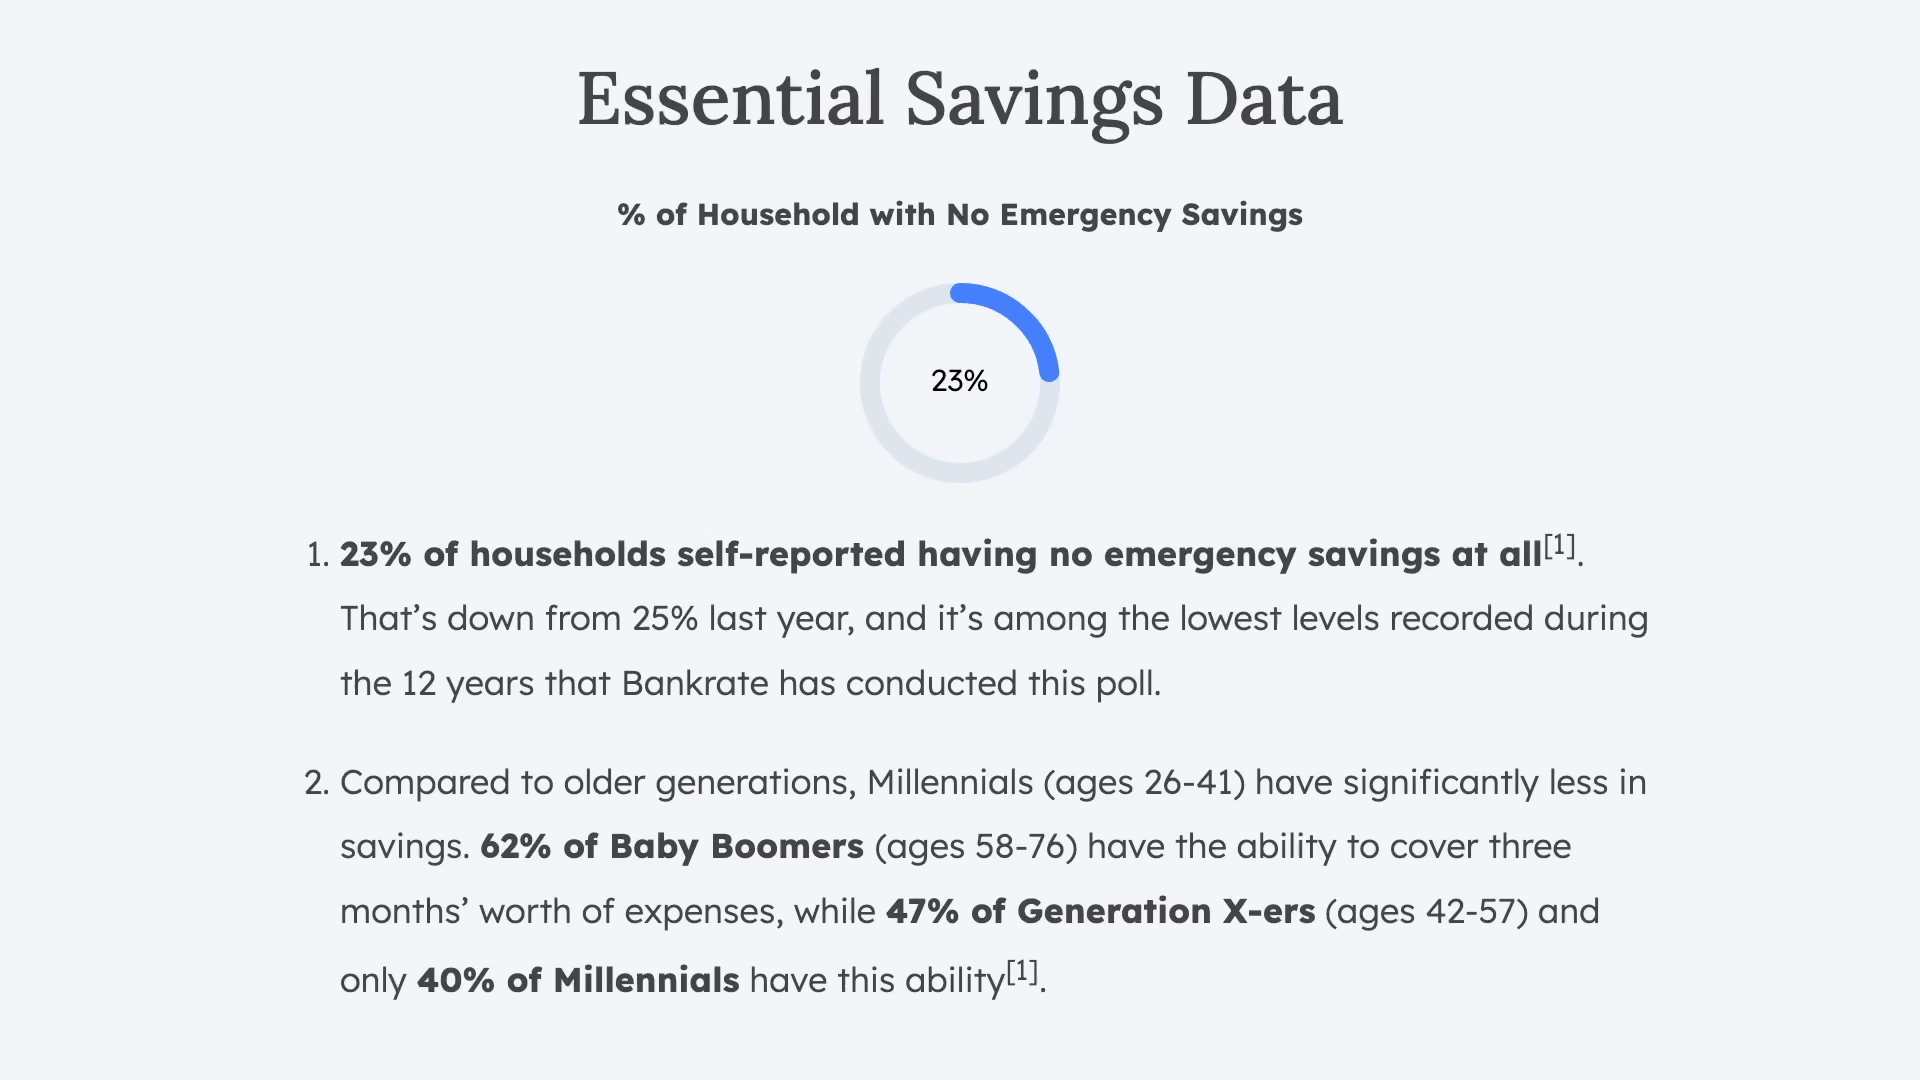 Essential Savings Data
% of Household with No Emergency Savings
23%
1. 23% of households self-reported having no emergency savings at all[1].
That’s down from 25% last year, and it’s among the lowest levels recorded during
the 12 years that Bankrate has conducted this poll.
2. Compared to older generations, Millennials (ages 26-41) have significantly less in
savings. 62% of Baby Boomers (ages 58-76) have the ability to cover three
months’ worth of expenses, while 47% of Generation X-ers (ages 42-57) and
only 40% of Millennials have this ability[1].